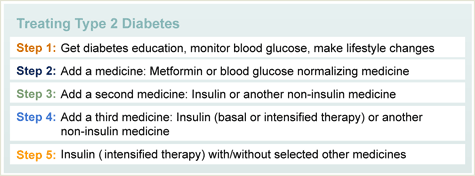 Treating Type 2 Diabetes
Step 1: Get diabetes education, monitor blood glucose, make lifestyle changes
Step 2: Add a medicine: Metformin or blood glucose normalizing medicine
Step 3: Add a second medicine: Insulin or another non-insulin medicine
Step 4: Add a third medicine: Insulin (basal or intensified therapy) or another
non-insulin medicine
Step 5: Insulin ( intensified therapy) with/without selected other medicines